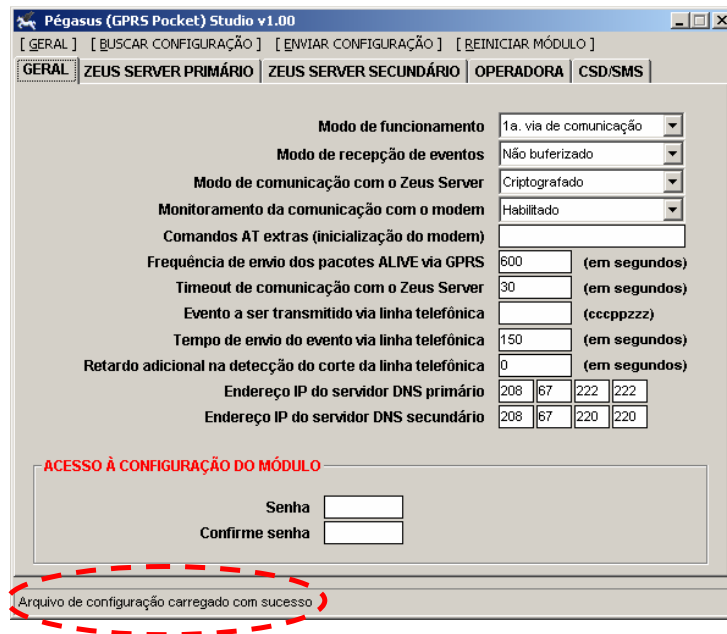 Pégasus (GPRS Pocket) Studio v1.00
[ GERAL ] [ BUSCAR CONFIGURAÇÃO ] [ ENVIAR CONFIGURAÇÃO ] [ REINICIAR MÓDULO ]
GERAL ZEUS SERVER PRIMÁRIO ZEUS SERVER SECUNDÁRIO OPERADORA CSD/SMS
Modo de funcionamento 1a. via de comunicação
Modo de recepção de eventos Não buferizado
Modo de comunicação com o Zeus Server Criptografado
Monitoramento da comunicação com o modem Habilitado
Comandos AT extras (inicialização do modem)
Frequência de envio dos pacotes ALIVE via GPRS 600 (em segundos)
Timeout de comunicação com o Zeus Server 30 (em segundos)
Evento a ser transmitido via linha telefônica (cccppzzz)
Tempo de envio do evento via linha telefônica 150 (em segundos)
Retardo adicional na detecção do corte da linha telefônica 0 (em segundos)
Endereço IP do servidor DNS primário 208 67 222 222
Endereço IP do servidor DNS secundário 208 67 220 220
ACESSO À CONFIGURAÇÃO DO MÓDULO
Senha
Confirme senha
Arquivo de configuração carregado com sucesso